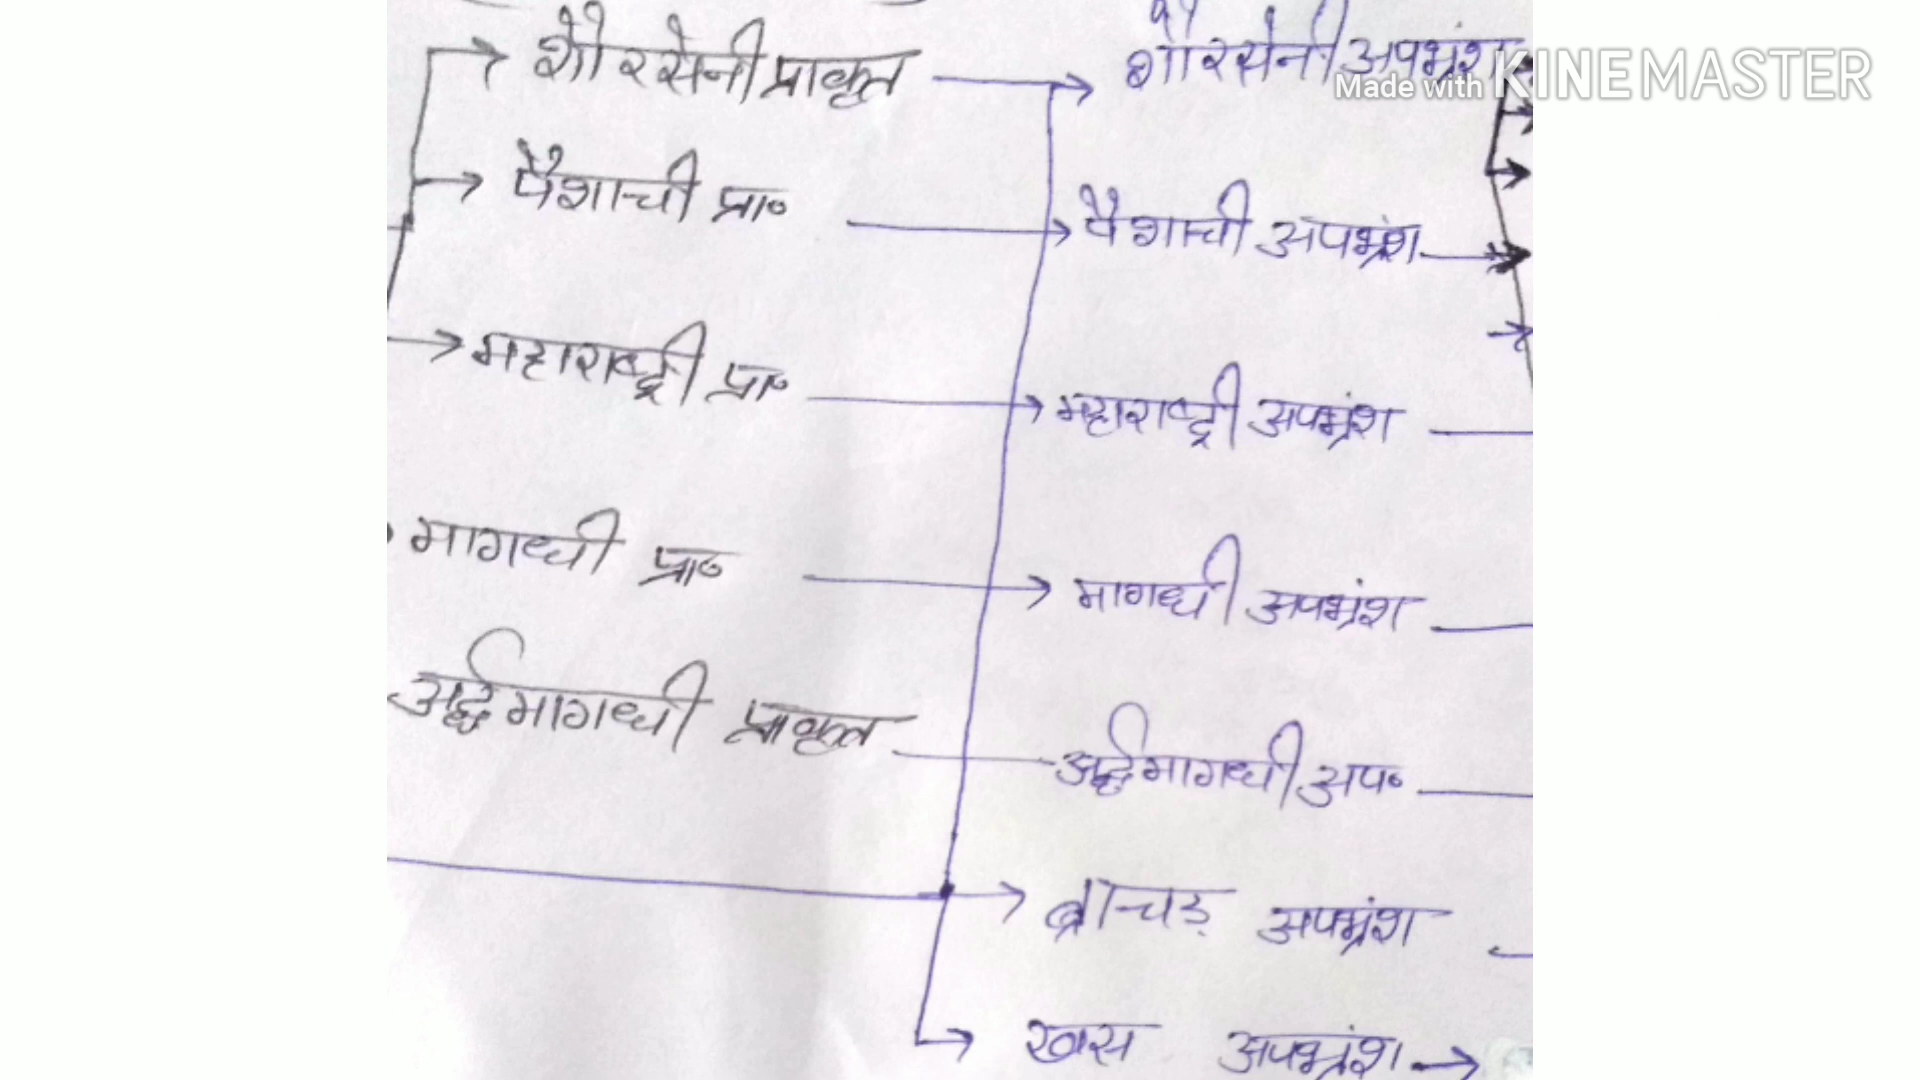 शौरसेनी प्राकृत → शौरसेनी अपभ्रंश
Made with KINEMASTER
पैशाची प्रा० → पैशाची अपभ्रंश
महाराष्ट्री प्रा० → महाराष्ट्री अपभ्रंश
मागधी प्रा० → मागधी अपभ्रंश
अर्द्धमागधी प्राकृत — अर्द्धमागधी अप०
ब्राचड़ अपभ्रंश
खस अपभ्रंश →